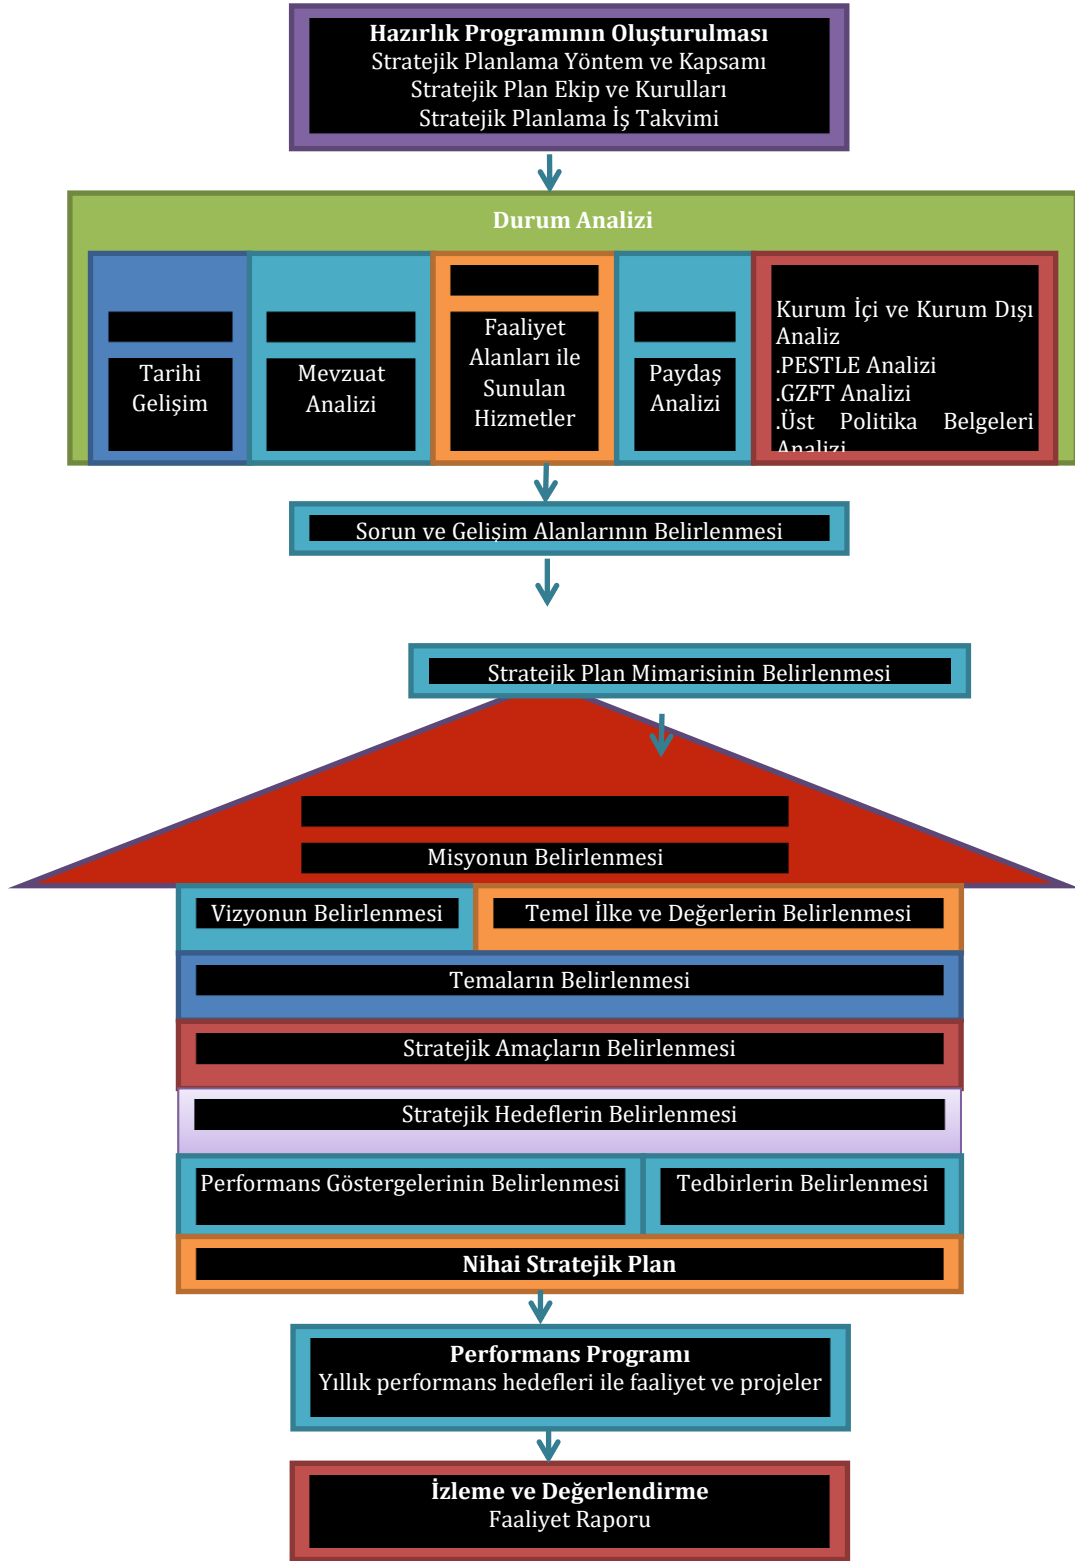 Hazırlık Programının Oluşturulması
Stratejik Planlama Yöntem ve Kapsamı
Stratejik Plan Ekip ve Kurulları
Stratejik Planlama İş Takvimi
Durum Analizi
Tarihi
Gelişim
Mevzuat
Analizi
Faaliyet
Alanları ile
Sunulan
Hizmetler
Paydaş
Analizi
Kurum İçi ve Kurum Dışı
Analiz
.PESTLE Analizi
.GZFT Analizi
.Üst Politika Belgeleri
Analizi
Sorun ve Gelişim Alanlarının Belirlenmesi
Stratejik Plan Mimarisinin Belirlenmesi
Misyonun Belirlenmesi
Vizyonun Belirlenmesi
Temel İlke ve Değerlerin Belirlenmesi
Temaların Belirlenmesi
Stratejik Amaçların Belirlenmesi
Stratejik Hedeflerin Belirlenmesi
Performans Göstergelerinin Belirlenmesi
Tedbirlerin Belirlenmesi
Nihai Stratejik Plan
Performans Programı
Yıllık performans hedefleri ile faaliyet ve projeler
İzleme ve Değerlendirme
Faaliyet Raporu